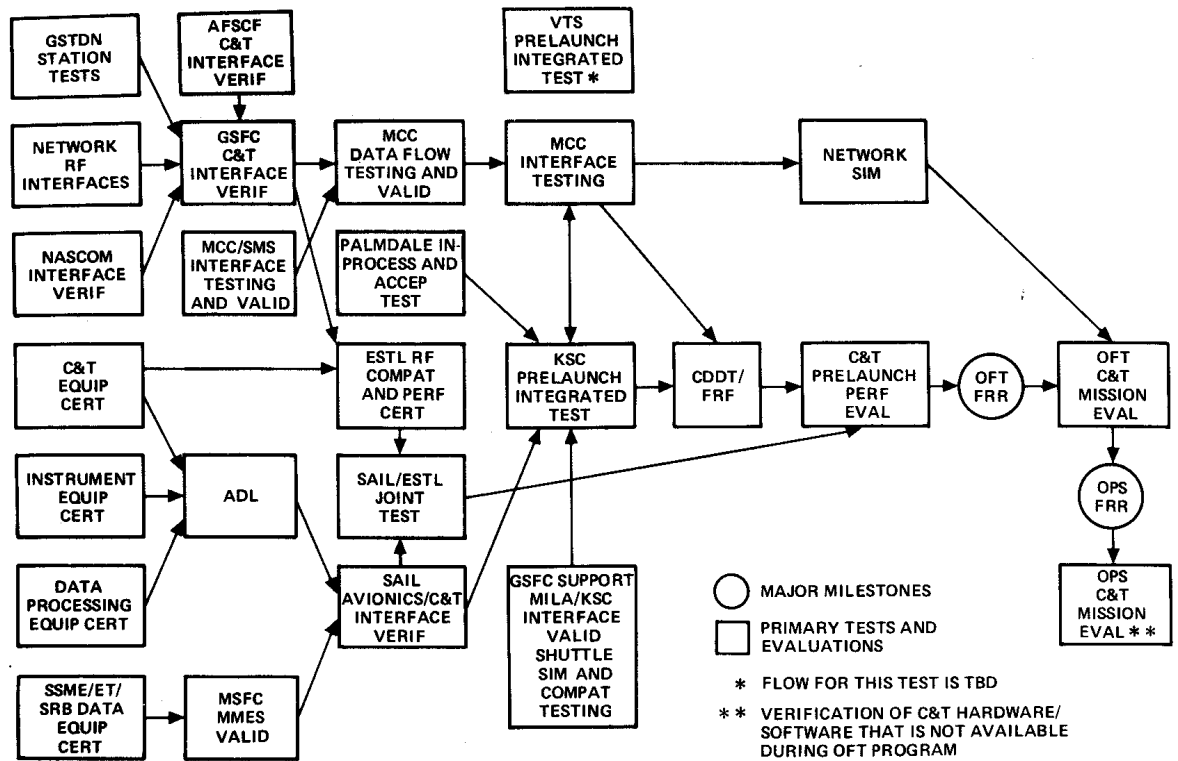 GSTDN
STATION
TESTS
AFSCF
C&T
INTERFACE
VERIF
VTS
PRELAUNCH
INTEGRATED
TEST *
NETWORK
RF
INTERFACES
GSFC
C&T
INTERFACE
VERIF
MCC
DATA FLOW
TESTING AND
VALID
MCC
INTERFACE
TESTING
NETWORK
SIM
NASCOM
INTERFACE
VERIF
MCC/SMS
INTERFACE
TESTING
AND VALID
PALMDALE IN-
PROCESS AND
ACCEP
TEST
C&T
EQUIP
CERT
ESTL RF
COMPAT
AND PERF
CERT
KSC
PRELAUNCH
INTEGRATED
TEST
CDDT/
FRF
C&T
PRELAUNCH
PERF
EVAL
OFT
FRR
OFT
C&T
MISSION
EVAL
INSTRUMENT
EQUIP
CERT
ADL
SAIL/ESTL
JOINT
TEST
OPS
FRR
DATA
PROCESSING
EQUIP CERT
SAIL
AVIONICS/C&T
INTERFACE
VERIF
GSFC SUPPORT
MILA/KSC
INTERFACE
VALID
SHUTTLE
SIM AND
COMPAT
TESTING
OPS
C&T
MISSION
EVAL * *
SSME/ET/
SRB DATA
EQUIP
CERT
MSFC
MMES
VALID
MAJOR MILESTONES
PRIMARY TESTS AND
EVALUATIONS
* FLOW FOR THIS TEST IS TBD
* * VERIFICATION OF C&T HARDWARE/
SOFTWARE THAT IS NOT AVAILABLE
DURING OFT PROGRAM